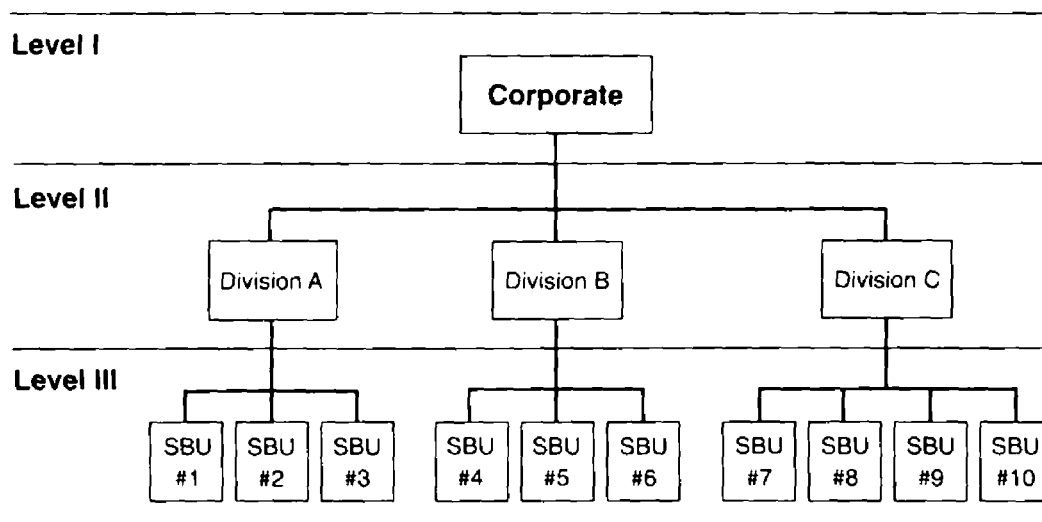 Level I
Corporate
Level II
Division A
Division B
Division C
Level III
SBU
#1
SBU
#2
SBU
#3
SBU
#4
SBU
#5
SBU
#6
SBU
#7
SBU
#8
SBU
#9
SBU
#10